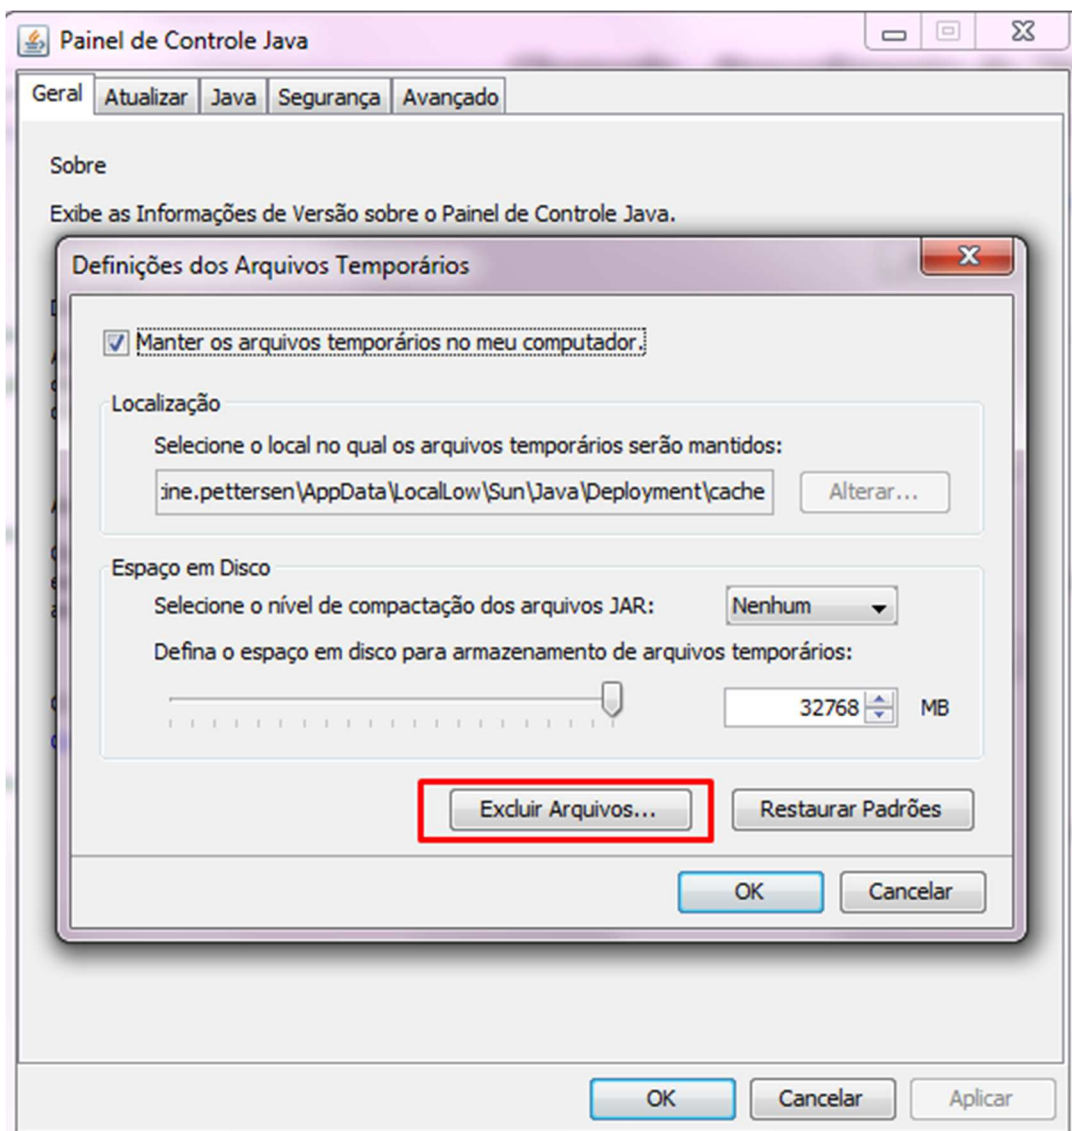 Painel de Controle Java
Geral Atualizar Java Segurança Avançado
Sobre
Exibe as Informações de Versão sobre o Painel de Controle Java.
Definições dos Arquivos Temporários
Manter os arquivos temporários no meu computador.
Localização
Selecione o local no qual os arquivos temporários serão mantidos:
ine.pettersen\AppData\LocalLow\Sun\Java\Deployment\cache Alterar...
Espaço em Disco
Selecione o nível de compactação dos arquivos JAR: Nenhum
Defina o espaço em disco para armazenamento de arquivos temporários:
32768 MB
Excluir Arquivos... Restaurar Padrões
OK Cancelar
OK Cancelar Aplicar